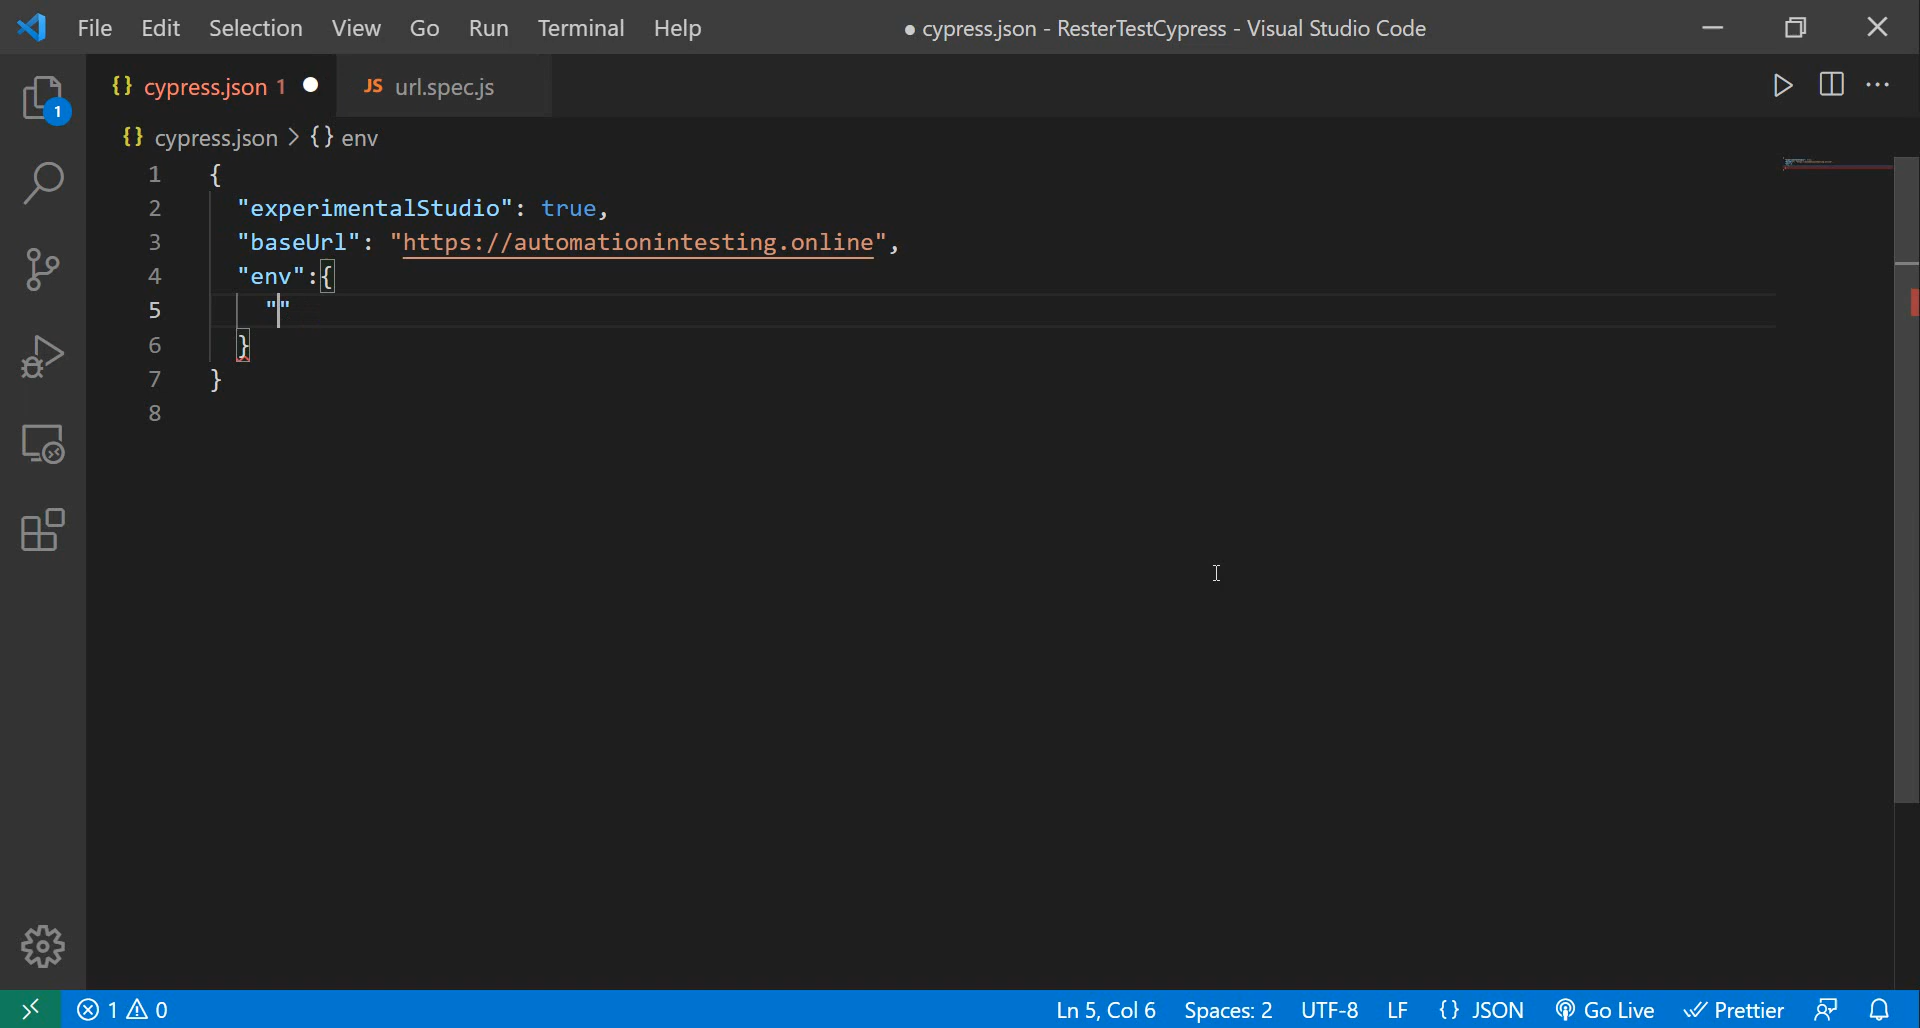 File Edit Selection View Go Run Terminal Help
● cypress.json - ResterTestCypress - Visual Studio Code
{} cypress.json 1 ●
JS url.spec.js
1
{} cypress.json > {} env
1 {
2 "experimentalStudio": true,
3 "baseUrl": "https://automationintesting.online",
4 "env":{
5 ""
6 }
7 }
8
1 0
Ln 5, Col 6
Spaces: 2
UTF-8
LF
{} JSON
Go Live
Prettier